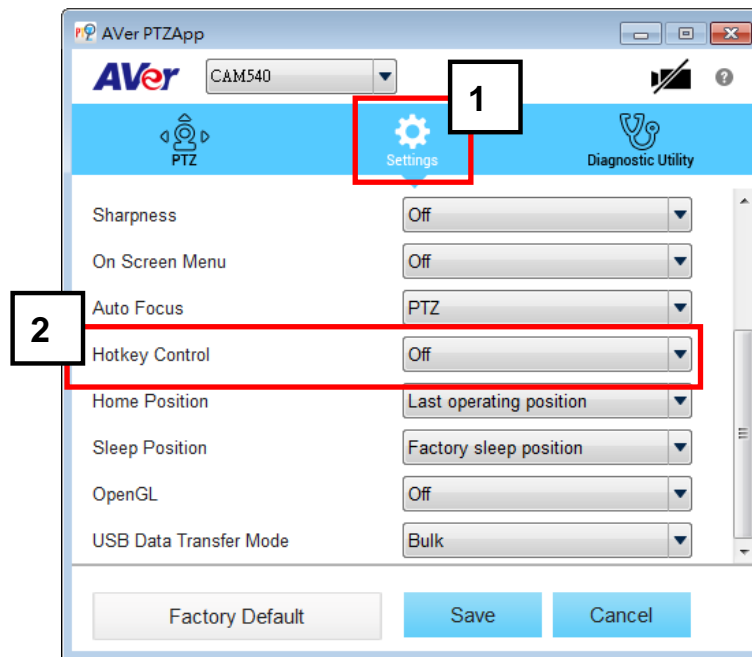 AVer PTZApp
AVer CAM540
1
PTZ Settings Diagnostic Utility
Sharpness Off
On Screen Menu Off
Auto Focus PTZ
2
Hotkey Control Off
Home Position Last operating position
Sleep Position Factory sleep position
OpenGL Off
USB Data Transfer Mode Bulk
Factory Default Save Cancel